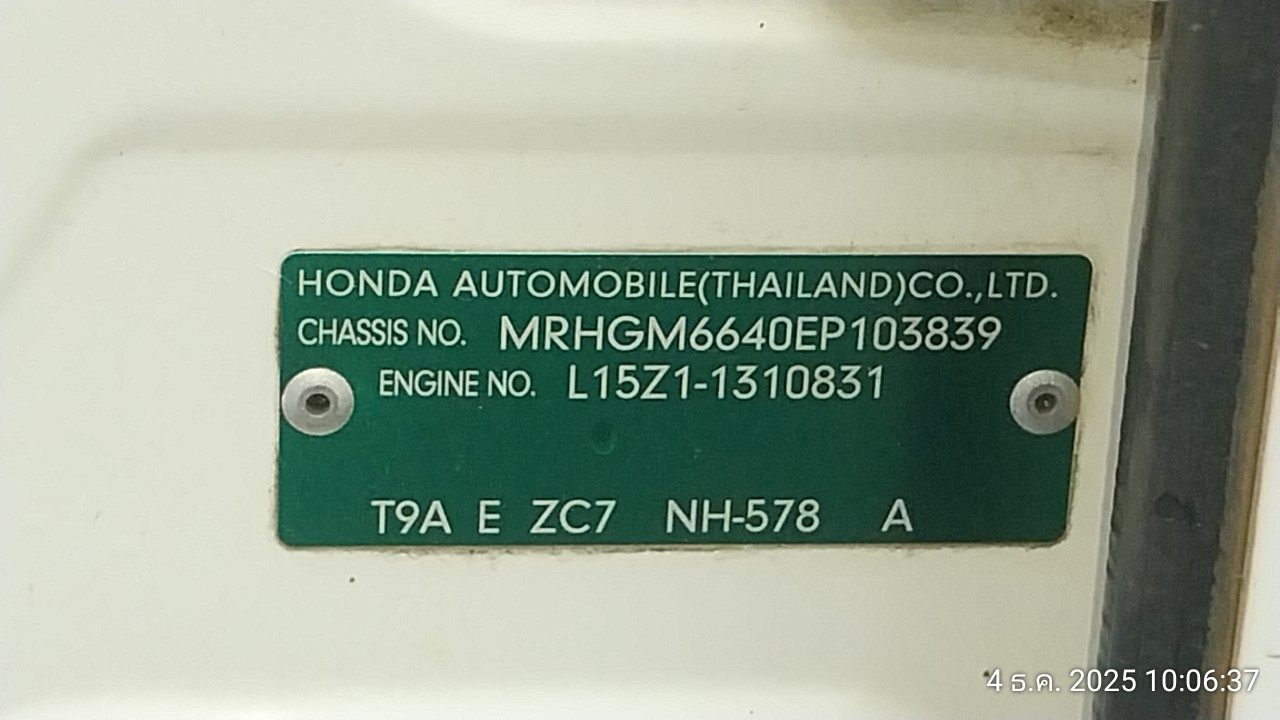 HONDA AUTOMOBILE(THAILAND)CO.,LTD.
CHASSIS NO. MRHGM6640EP103839
ENGINE NO. L15Z1-1310831
T9A E ZC7 NH-578 A
4 ธ.ค. 2025 10:06:37